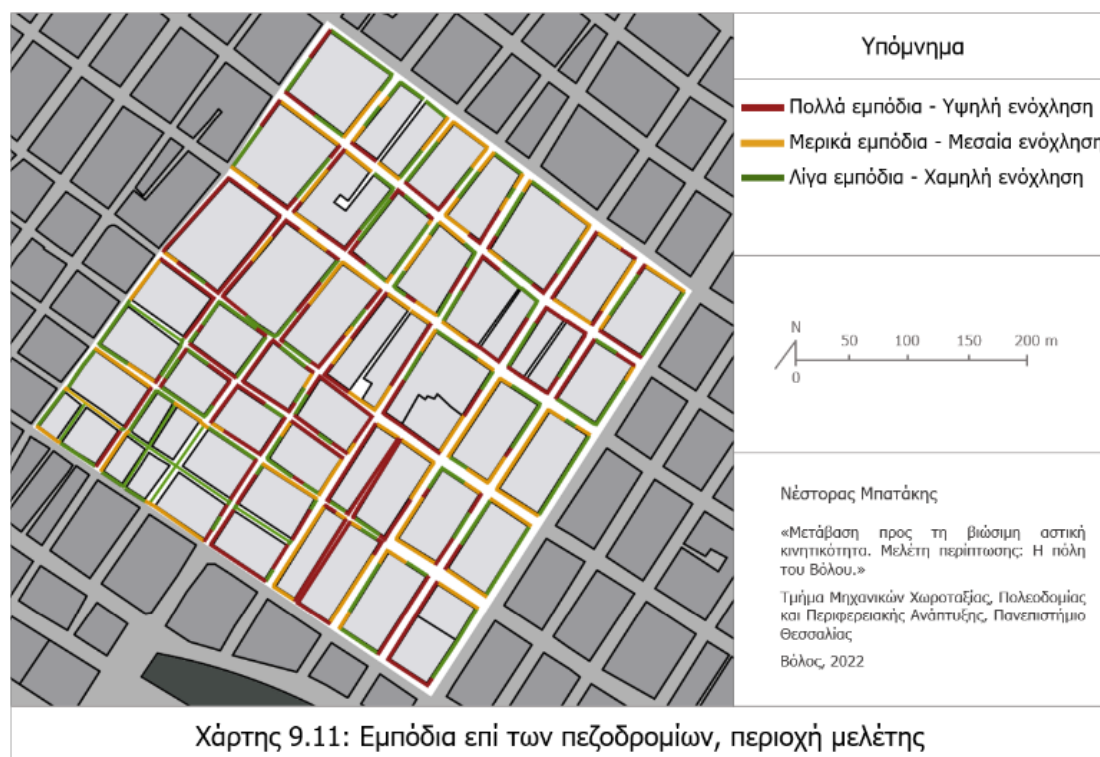 Υπόμνημα
Πολλά εμπόδια - Υψηλή ενόχληση
Μερικά εμπόδια - Μεσαία ενόχληση
Λίγα εμπόδια - Χαμηλή ενόχληση
N
50 100 150 200 m
0
Νέστορας Μπατάκης
«Μετάβαση προς τη βιώσιμη αστική
κινητικότητα. Μελέτη περίπτωσης: Η πόλη
του Βόλου.»
Τμήμα Μηχανικών Χωροταξίας, Πολεοδομίας
και Περιφερειακής Ανάπτυξης, Πανεπιστήμιο
Θεσσαλίας
Βόλος, 2022
Χάρτης 9.11: Εμπόδια επί των πεζοδρομίων, περιοχή μελέτης